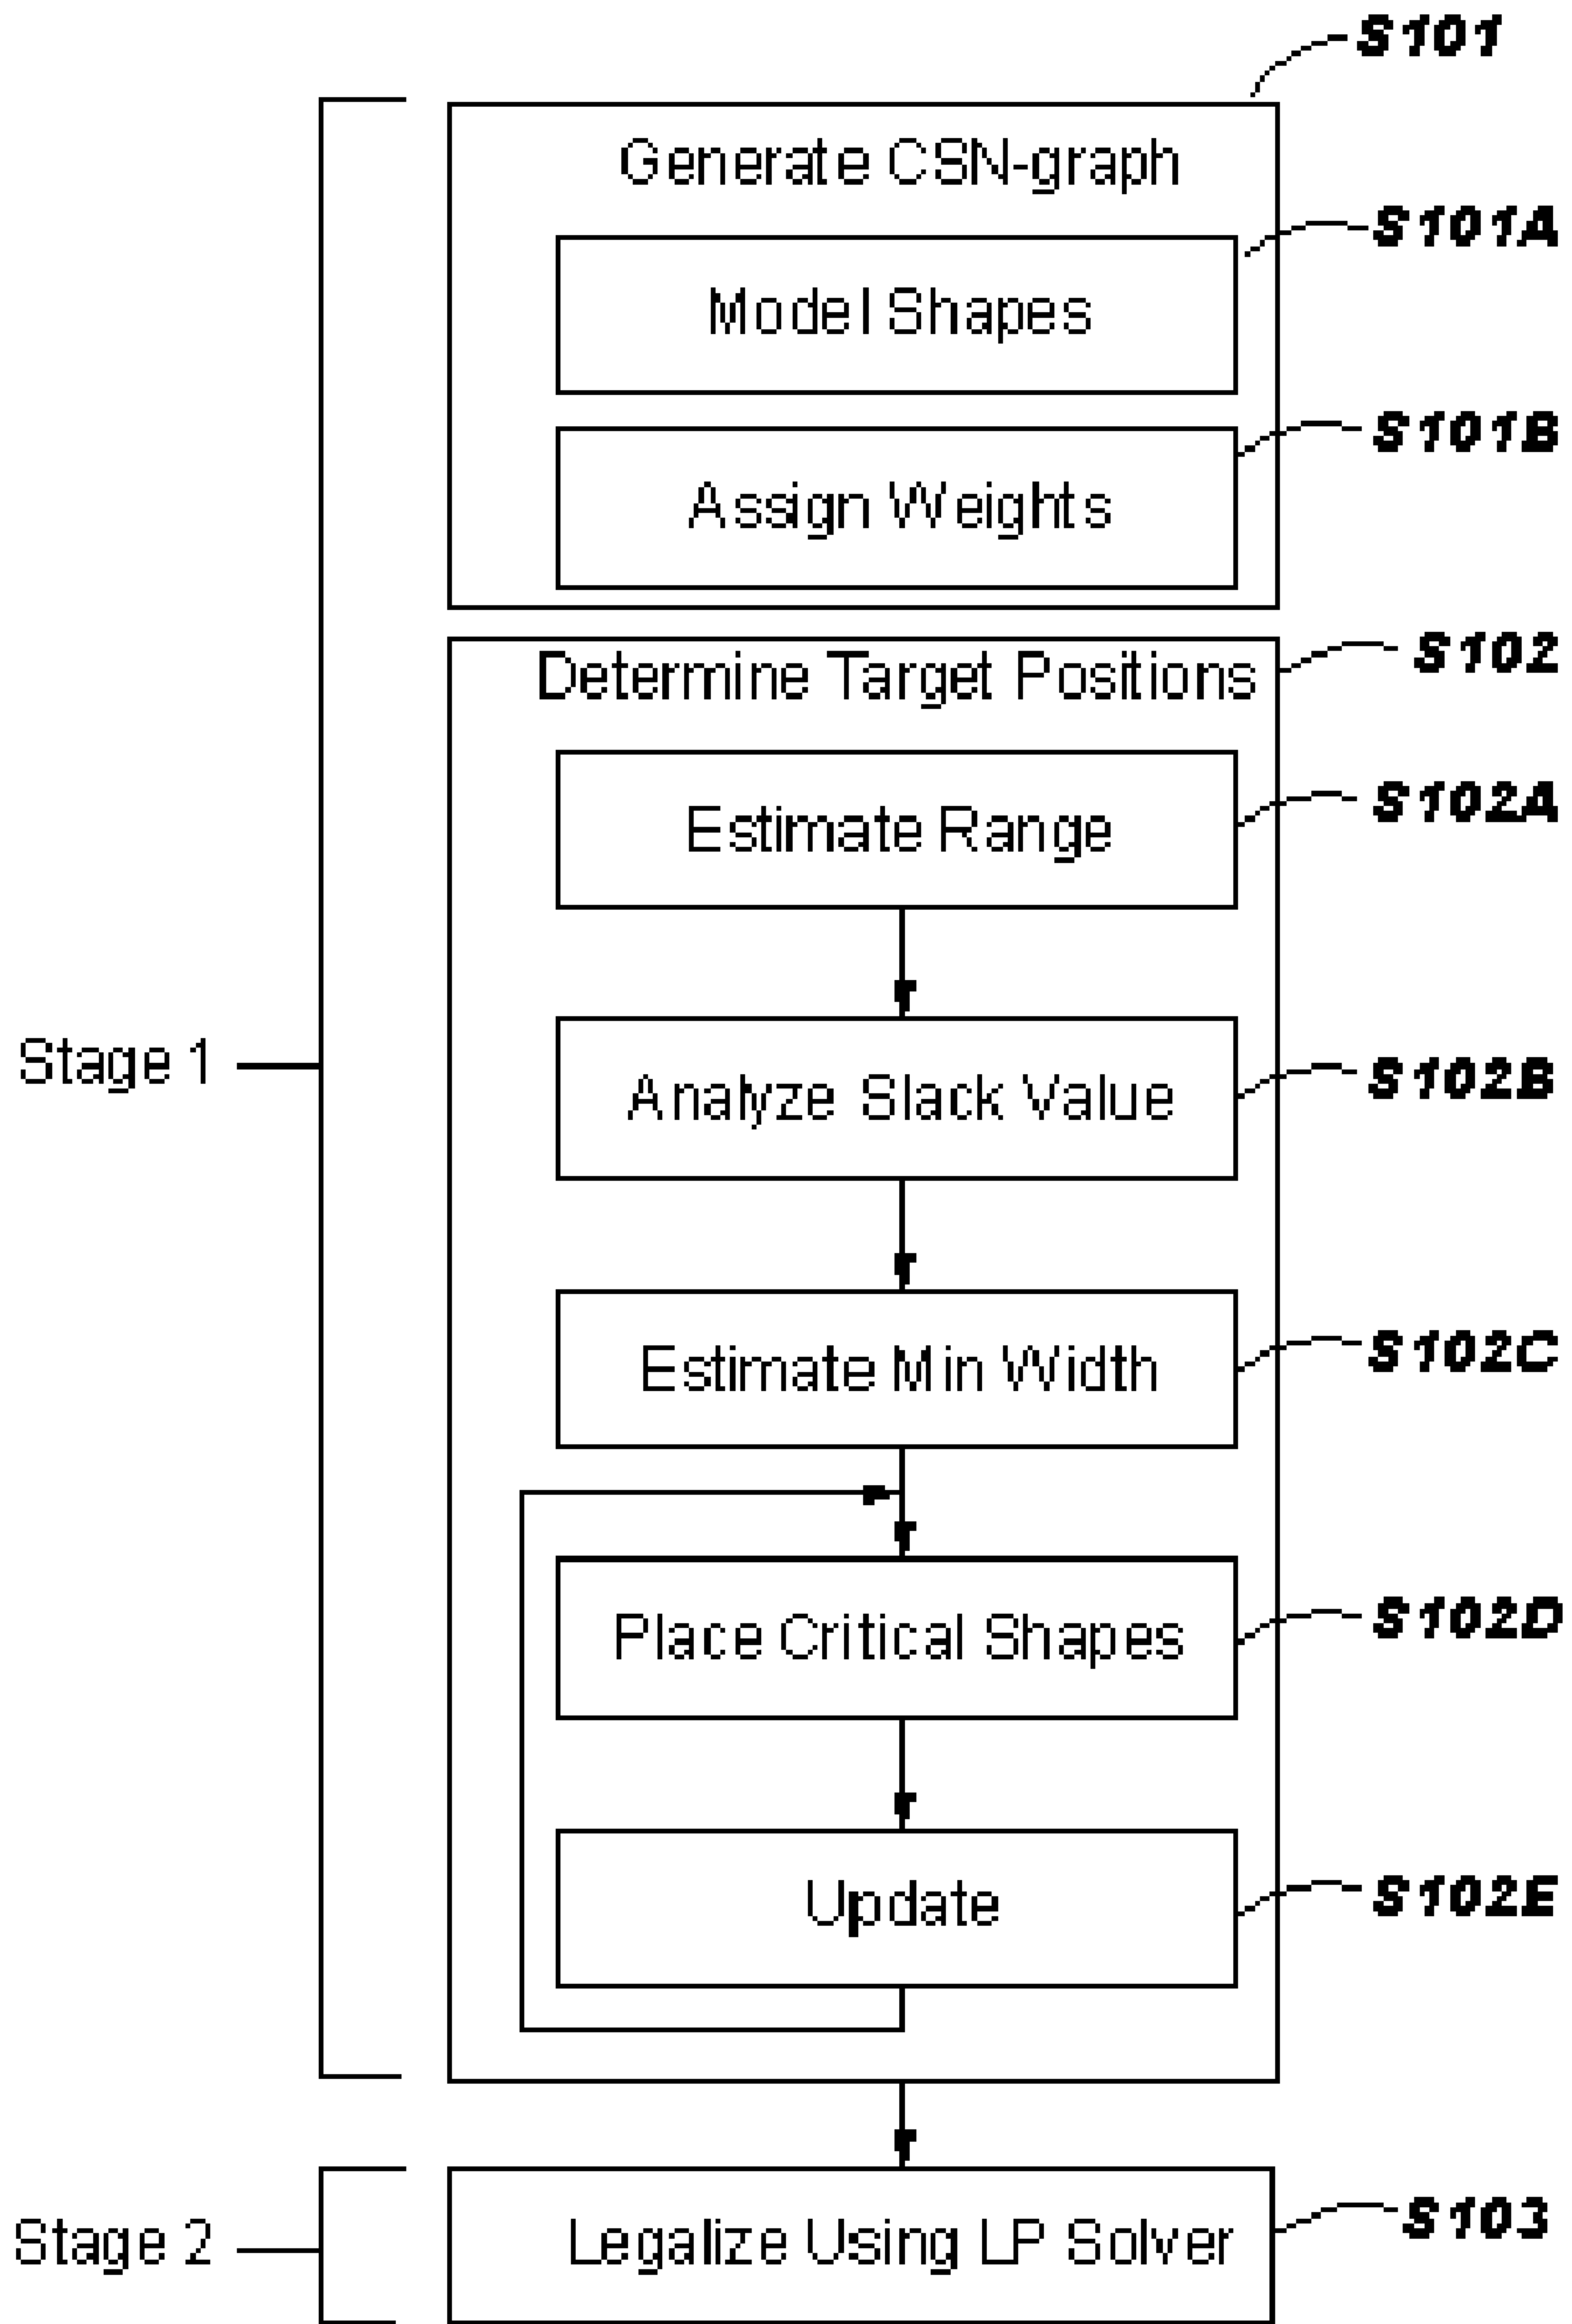 S101
Generate CSN-graph
S101A
Model Shapes
S101B
Assign Weights
S102
Determine Target Positions
S102A
Estimate Range
Stage 1
S102B
Analyze Slack Value
S102C
Estimate Min Width
S102D
Place Critical Shapes
S102E
Update
S103
Stage 2
Legalize Using LP Solver